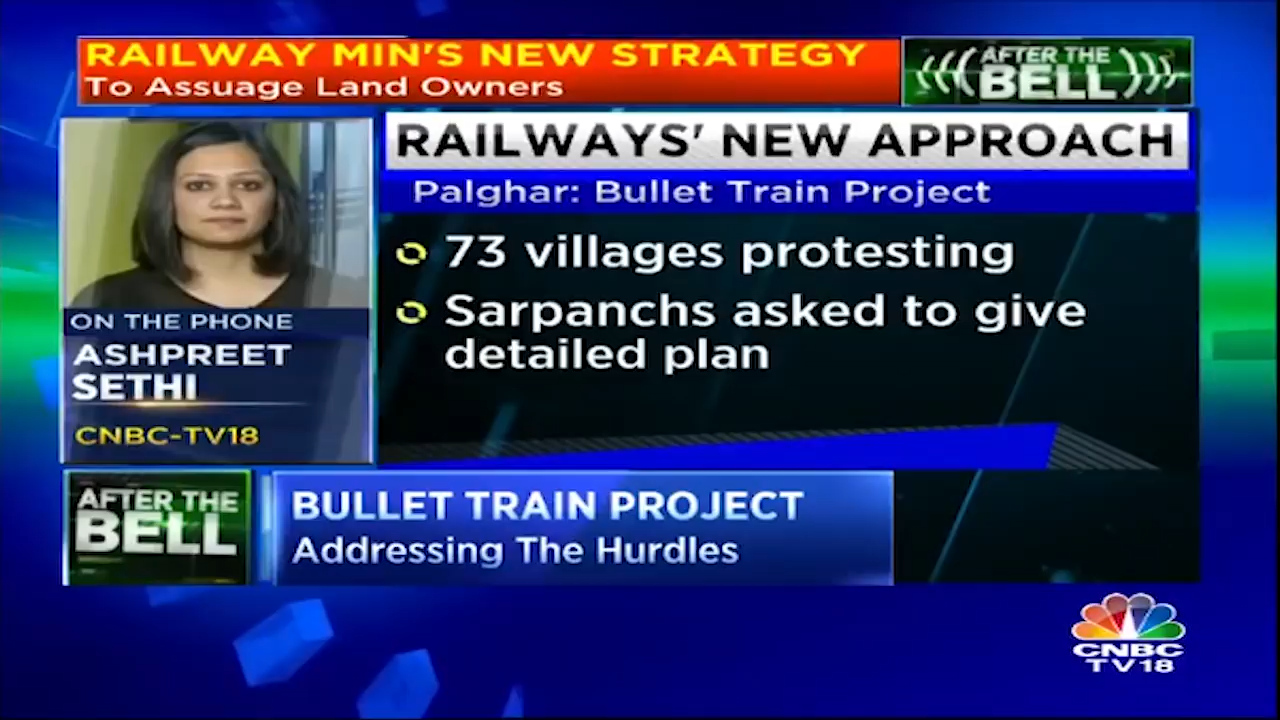 RAILWAY MIN'S NEW STRATEGY
To Assuage Land Owners
AFTER THE
BELL
RAILWAYS' NEW APPROACH
Palghar: Bullet Train Project
73 villages protesting
Sarpanchs asked to give
detailed plan
ON THE PHONE
ASHPREET
SETHI
CNBC-TV18
AFTER THE
BELL
BULLET TRAIN PROJECT
Addressing The Hurdles
CNBC
TV18